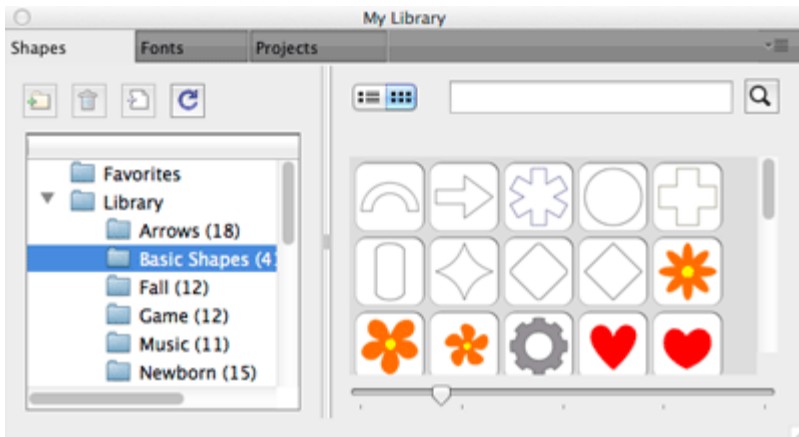 My Library
Shapes Fonts Projects
Favorites
Library
Arrows (18)
Basic Shapes (4
Fall (12)
Game (12)
Music (11)
Newborn (15)